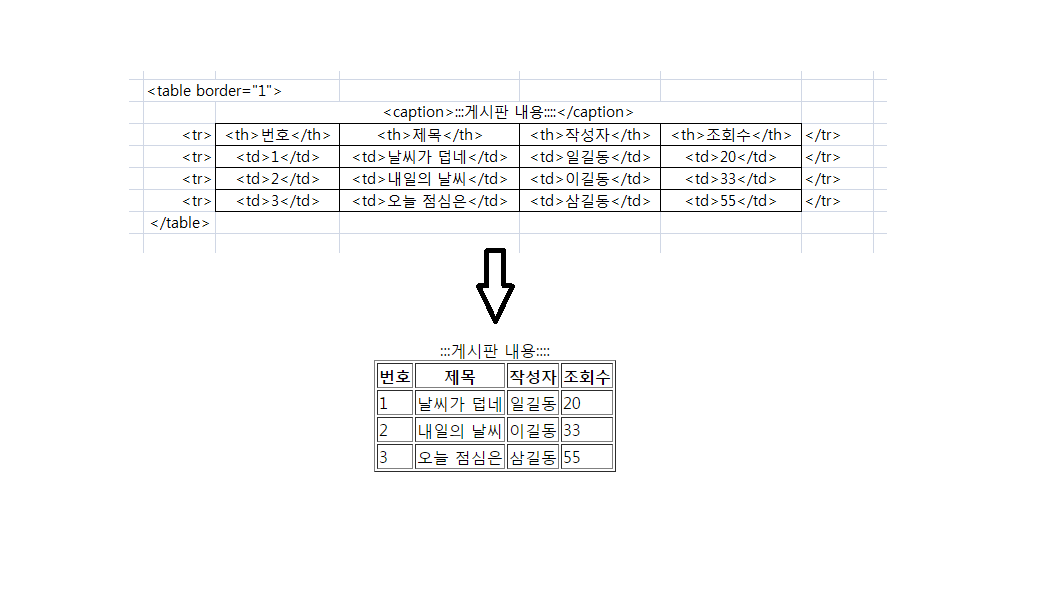 <table border="1">
<caption>:::게시판 내용::::</caption>
<tr> <th>번호</th> <th>제목</th> <th>작성자</th> <th>조회수</th> </tr>
<tr> <td>1</td> <td>날씨가 덥네</td> <td>일길동</td> <td>20</td> </tr>
<tr> <td>2</td> <td>내일의 날씨</td> <td>이길동</td> <td>33</td> </tr>
<tr> <td>3</td> <td>오늘 점심은</td> <td>삼길동</td> <td>55</td> </tr>
</table>
:::게시판 내용::::
번호 제목 작성자 조회수
1 날씨가 덥네 일길동 20
2 내일의 날씨 이길동 33
3 오늘 점심은 삼길동 55